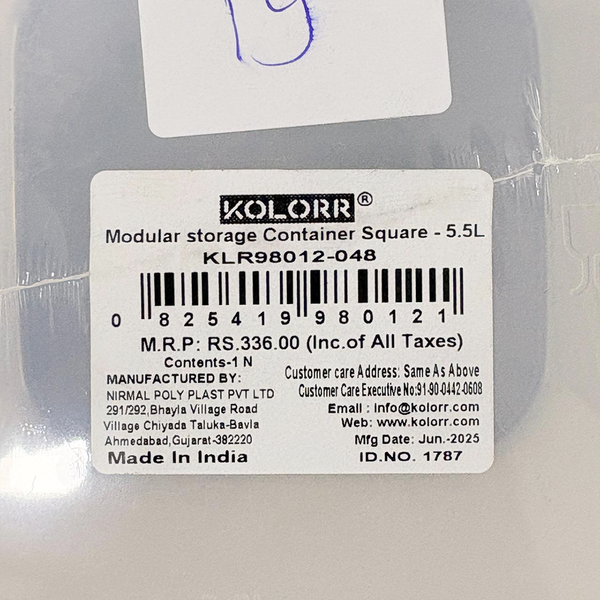 KOLORR®
Modular storage Container Square - 5.5L
KLR98012-048
0 825419 980121
M.R.P: RS.336.00 (Inc.of All Taxes)
Contents-1 N
MANUFACTURED BY:
NIRMAL POLY PLAST PVT LTD
291/292,Bhayla Village Road
Village Chiyada Taluka-Bavla
Ahmedabad,Gujarat-382220
Made In India
Customer care Address: Same As Above
Customer Care Executive No:91-90-0442-0608
Email : info@kolorr.com
Web: www.kolorr.com
Mfg Date: Jun.-2025
ID.NO. 1787